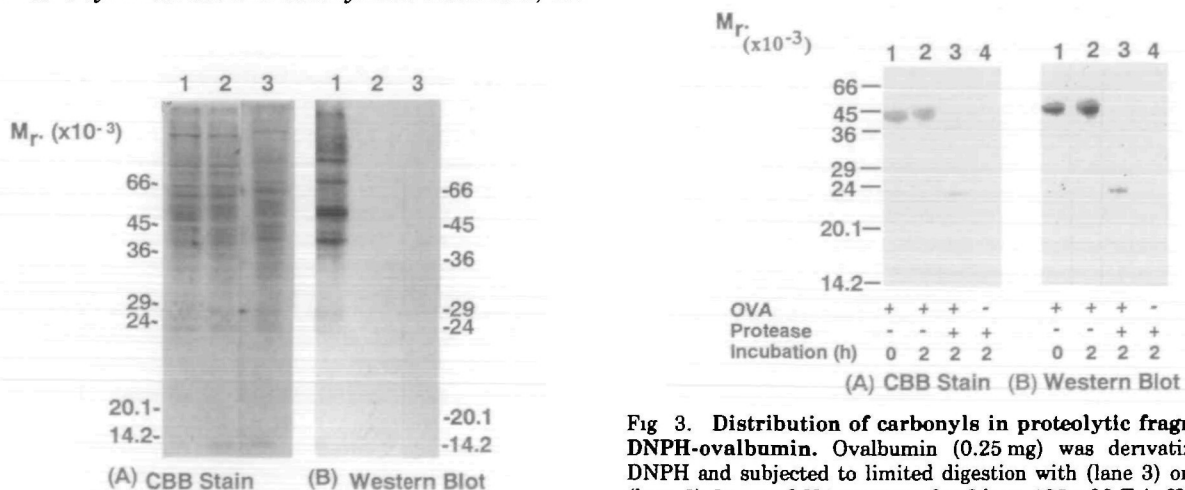 1 2 3 1 2 3
Mr. (x10-3)
66- -66
45- -45
36- -36
29- -29
24- -24
20.1- -20.1
14.2- -14.2
(A) CBB Stain (B) Western Blot
Mr.
(x10-3)
1 2 3 4 1 2 3 4
66—
45—
36—
29—
24—
20.1—
14.2—
OVA + + + - + + + -
Protease - - + + - - + +
Incubation (h) 0 2 2 2 0 2 2 2
(A) CBB Stain (B) Western Blot
Fig 3. Distribution of carbonyls in proteolytic
DNPH-ovalbumin. Ovalbumin (0.25 mg) was
DNPH and subjected to limited digestion with (lane 3)